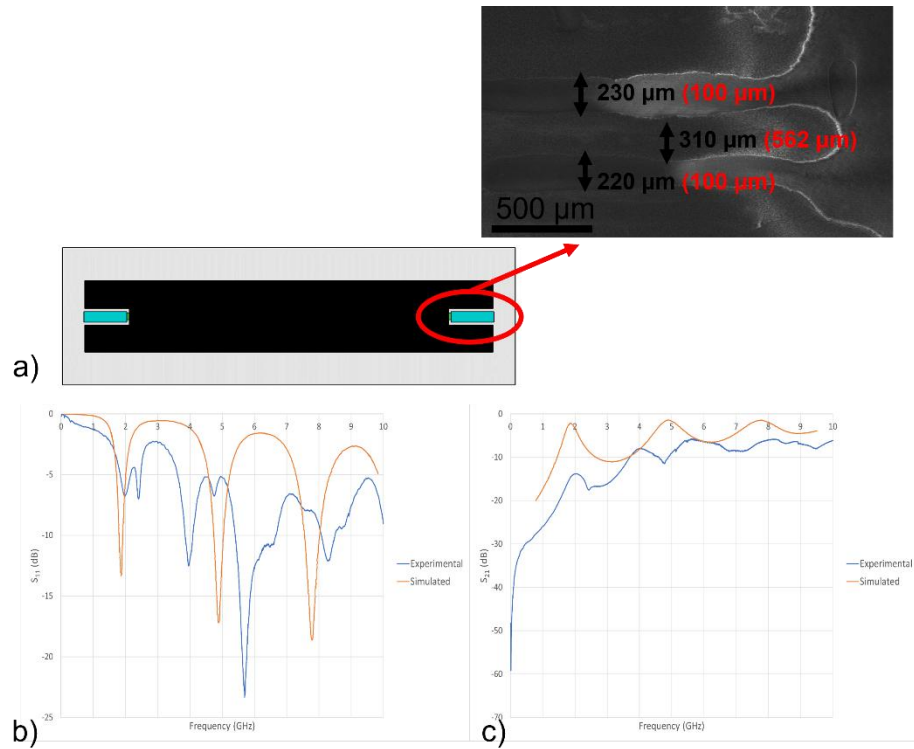 230 µm (100 µm)
310 µm (562 µm)
220 µm (100 µm)
500 µm
a)
0
0 1 2 3 4 5 6 7 8 9 10
-5
-10
-15
-20
-25
S11 (dB)
Frequency (GHz)
Experimental
Simulated
b)
0
0 1 2 3 4 5 6 7 8 9 10
-10
-20
-30
-40
-50
-60
-70
S21 (dB)
Frequency (GHz)
Experimental
Simulated
c)